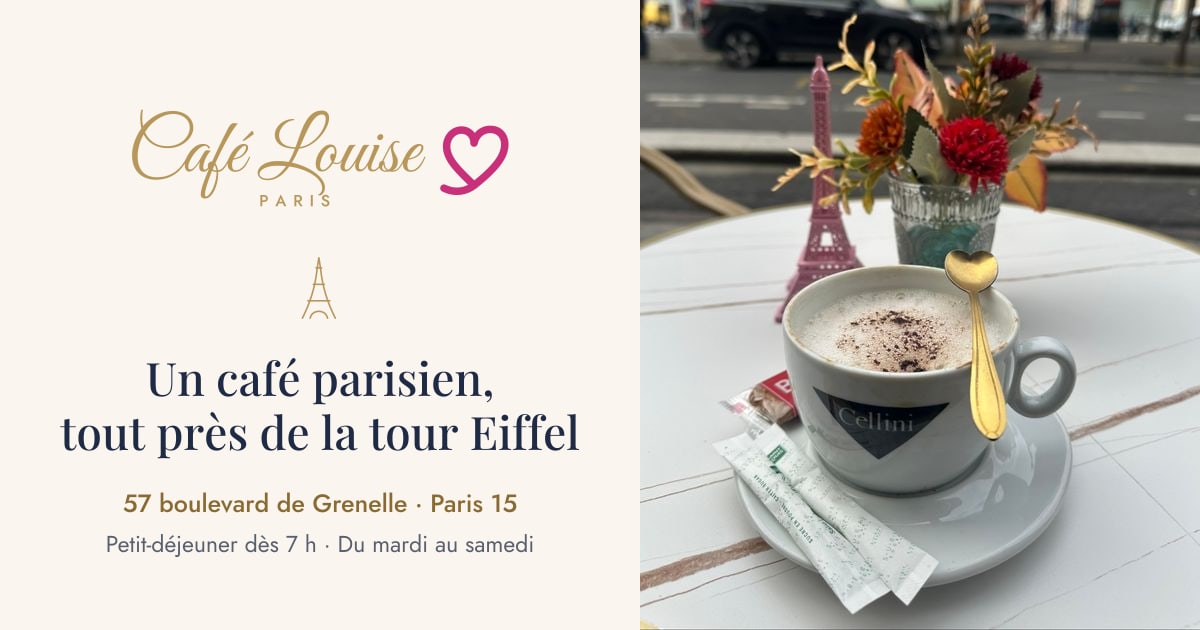 Café Louise
PARIS
Un café parisien,
tout près de la tour Eiffel
57 boulevard de Grenelle · Paris 15
Petit-déjeuner dès 7 h · Du mardi au samedi
Cellini